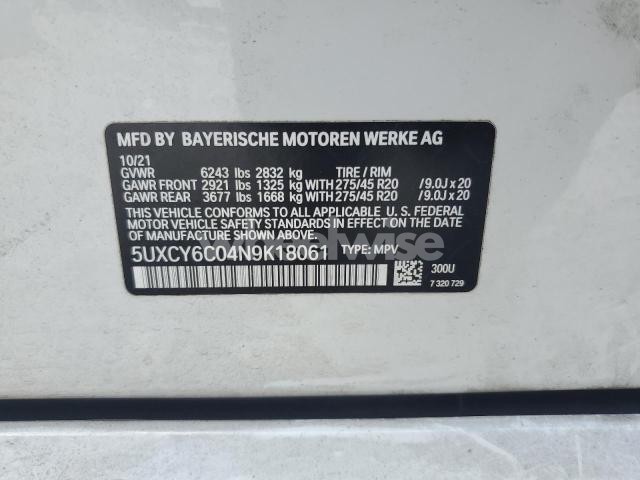 MFD BY BAYERISCHE MOTOREN WERKE AG
10/21
GVWR 6243 lbs 2832 kg TIRE / RIM
GAWR FRONT 2921 lbs 1325 kg WITH 275/45 R20 /9.0J x 20
GAWR REAR 3677 lbs 1668 kg WITH 275/45 R20 /9.0J x 20
THIS VEHICLE CONFORMS TO ALL APPLICABLE U. S. FEDERAL
MOTOR VEHICLE SAFETY STANDARDS IN EFFECT ON THE DATE
OF MANUFACTURE SHOWN ABOVE.
5UXCY6C04N9K18061 TYPE: MPV
300U
7 320 729